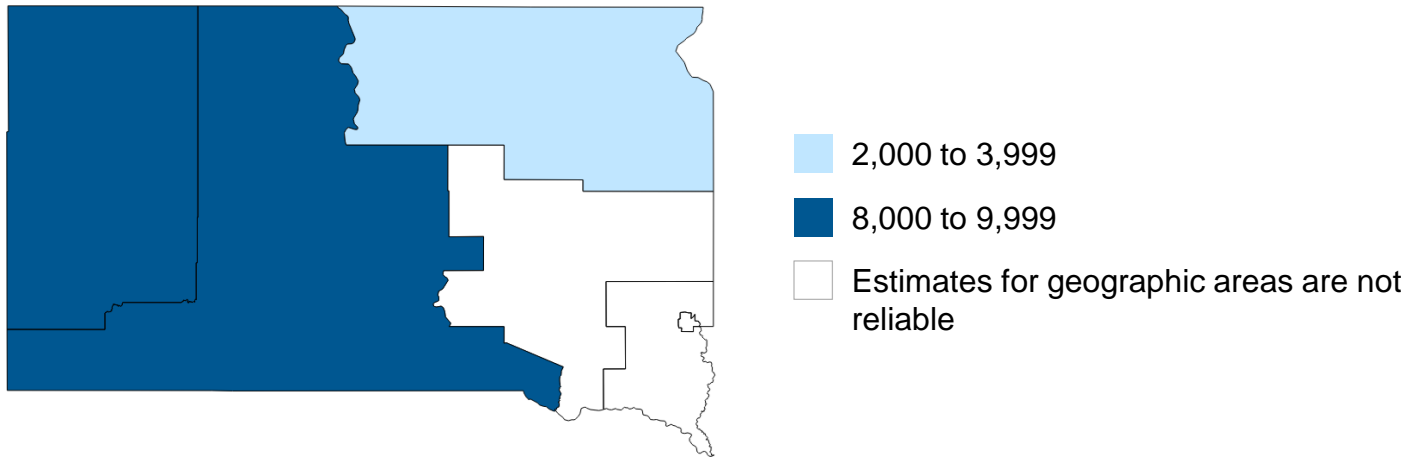 2,000 to 3,999
8,000 to 9,999
Estimates for geographic areas are not
reliable